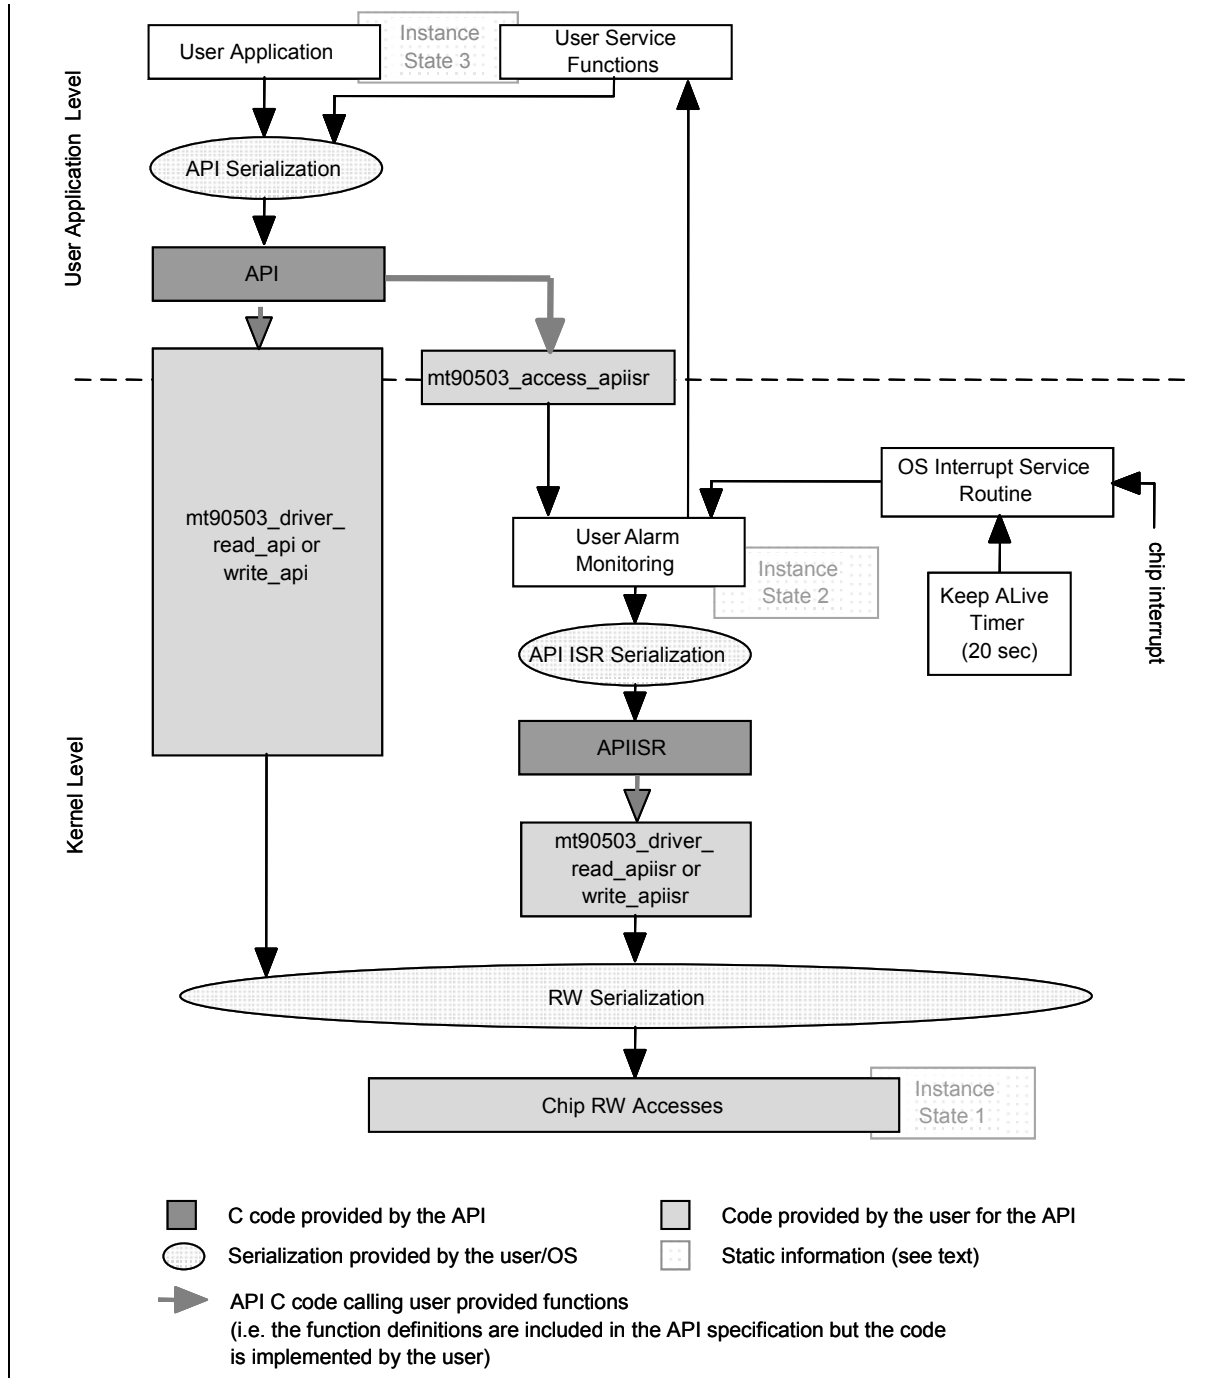 User Application
Instance
State 3
User Service
Functions
User Application Level
API Serialization
API
mt90503_access_apiisr
mt90503_driver_
read_api or
write_api
OS Interrupt Service
Routine
User Alarm
Monitoring
Instance
State 2
Keep ALive
Timer
(20 sec)
chip interrupt
API ISR Serialization
APIISR
Kernel Level
mt90503_driver_
read_apiisr or
write_apiisr
RW Serialization
Chip RW Accesses
Instance
State 1
C code provided by the API
Code provided by the user for the API
Serialization provided by the user/OS
Static information (see text)
API C code calling user provided functions
(i.e. the function definitions are included in the API specification but the code
is implemented by the user)